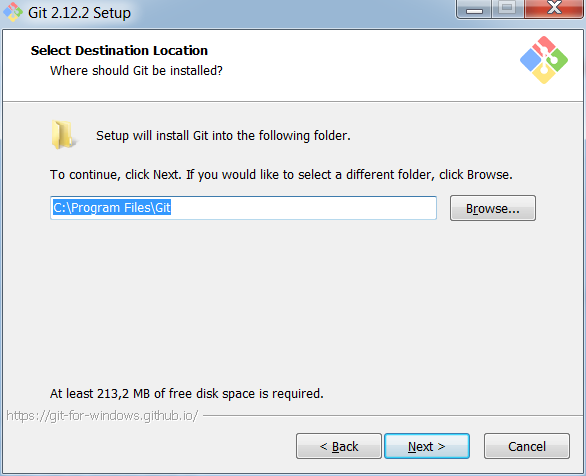 Git 2.12.2 Setup
Select Destination Location
Where should Git be installed?
Setup will install Git into the following folder.
To continue, click Next. If you would like to select a different folder, click Browse.
C:\Program Files\Git
Browse...
At least 213,2 MB of free disk space is required.
https://git-for-windows.github.io/
< Back
Next >
Cancel